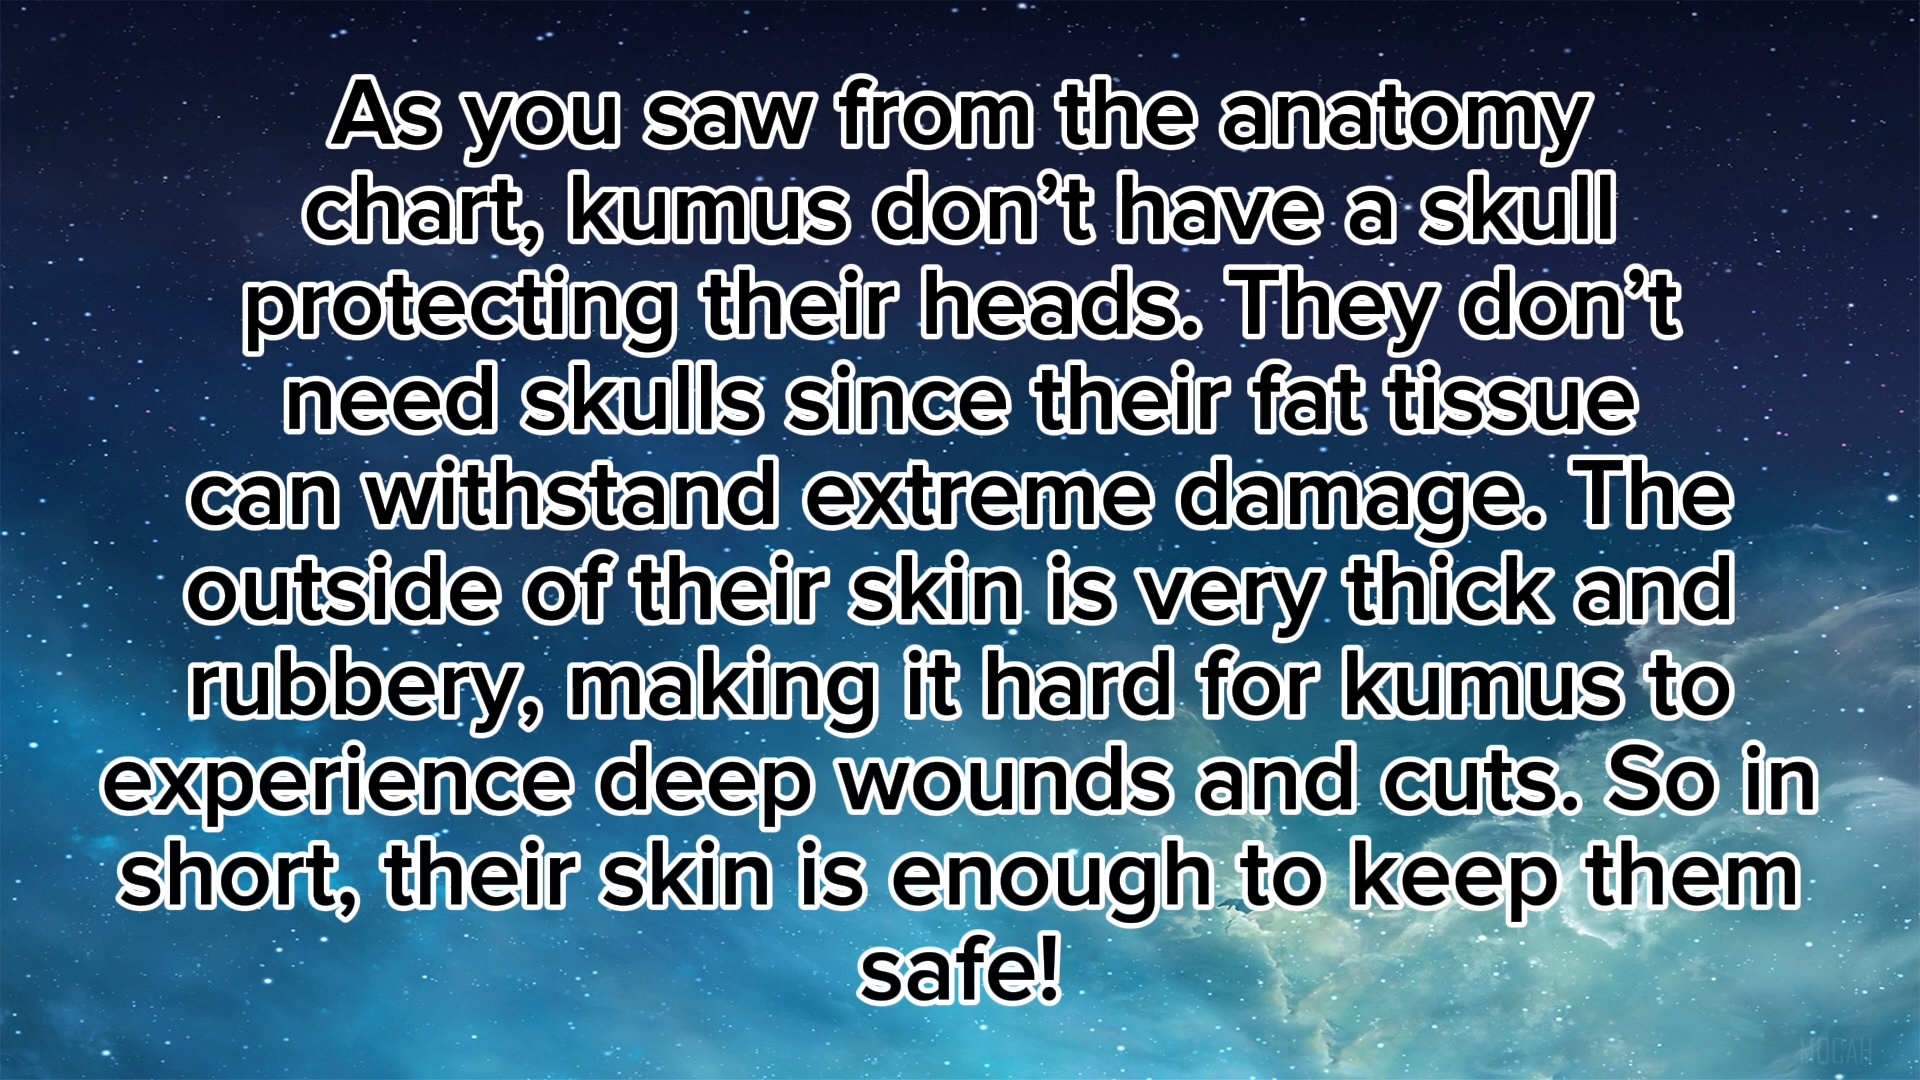 As you saw from the anatomy
chart, kumus don’t have a skull
protecting their heads. They don’t
need skulls since their fat tissue
can withstand extreme damage. The
outside of their skin is very thick and
rubbery, making it hard for kumus to
experience deep wounds and cuts. So in
short, their skin is enough to keep them
safe!
MOCAH